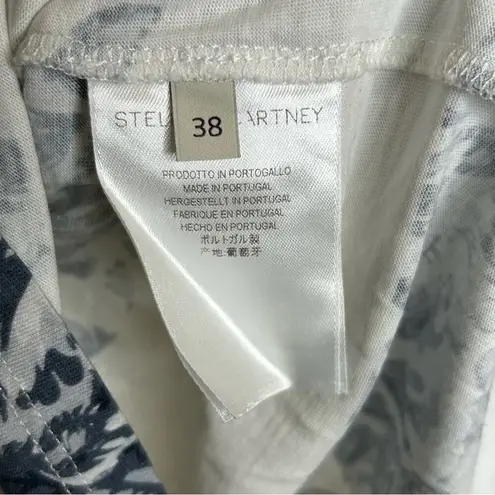 STEL ARTNEY
38
PRODOTTO IN PORTOGALLO
MADE IN PORTUGAL
HERGESTELLT IN PORTUGAL
FABRIQUE EN PORTUGAL
HECHO EN PORTUGAL
ポルトガル製
产地:葡萄牙